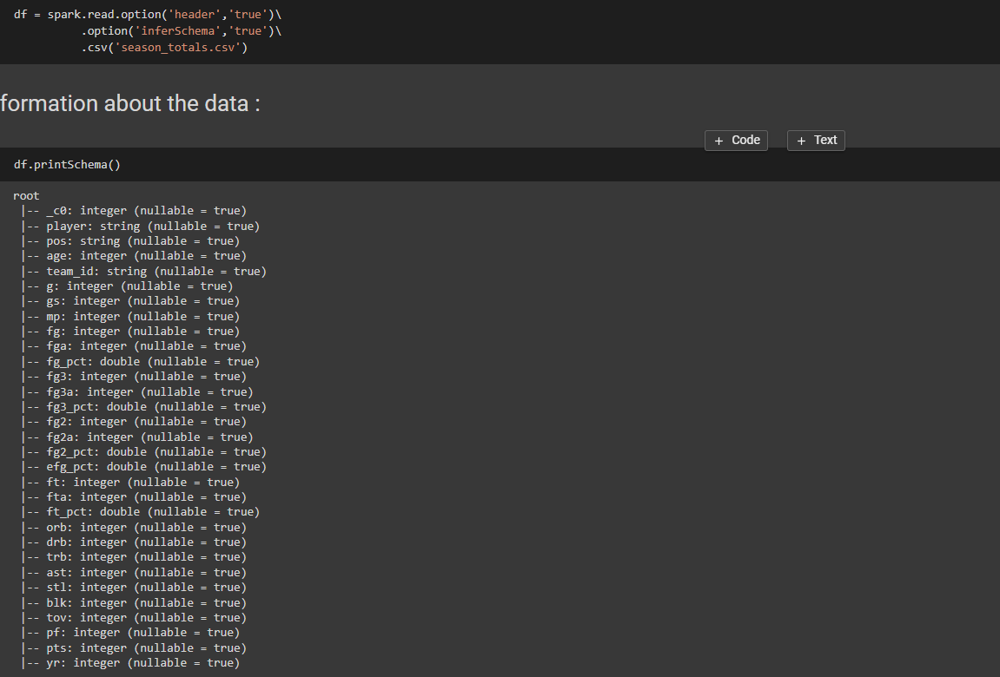 df = spark.read.option('header','true')\
.option('inferSchema','true')\
.csv('season_totals.csv')
formation about the data :
+ Code + Text
df.printSchema()
root
|-- _c0: integer (nullable = true)
|-- player: string (nullable = true)
|-- pos: string (nullable = true)
|-- age: integer (nullable = true)
|-- team_id: string (nullable = true)
|-- g: integer (nullable = true)
|-- gs: integer (nullable = true)
|-- mp: integer (nullable = true)
|-- fg: integer (nullable = true)
|-- fga: integer (nullable = true)
|-- fg_pct: double (nullable = true)
|-- fg3: integer (nullable = true)
|-- fg3a: integer (nullable = true)
|-- fg3_pct: double (nullable = true)
|-- fg2: integer (nullable = true)
|-- fg2a: integer (nullable = true)
|-- fg2_pct: double (nullable = true)
|-- efg_pct: double (nullable = true)
|-- ft: integer (nullable = true)
|-- fta: integer (nullable = true)
|-- ft_pct: double (nullable = true)
|-- orb: integer (nullable = true)
|-- drb: integer (nullable = true)
|-- trb: integer (nullable = true)
|-- ast: integer (nullable = true)
|-- stl: integer (nullable = true)
|-- blk: integer (nullable = true)
|-- tov: integer (nullable = true)
|-- pf: integer (nullable = true)
|-- pts: integer (nullable = true)
|-- yr: integer (nullable = true)